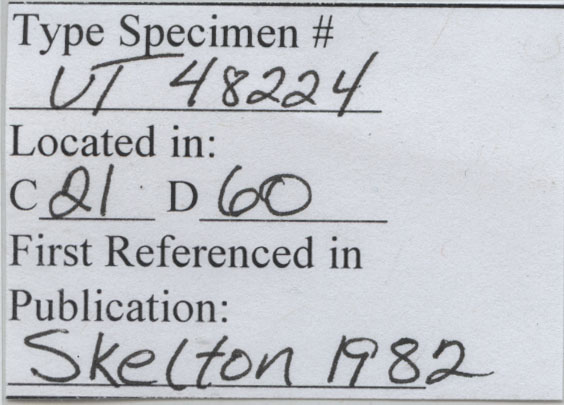 Type Specimen #
UT 48224
Located in:
C 21 D 60
First Referenced in
Publication:
Skelton 1982